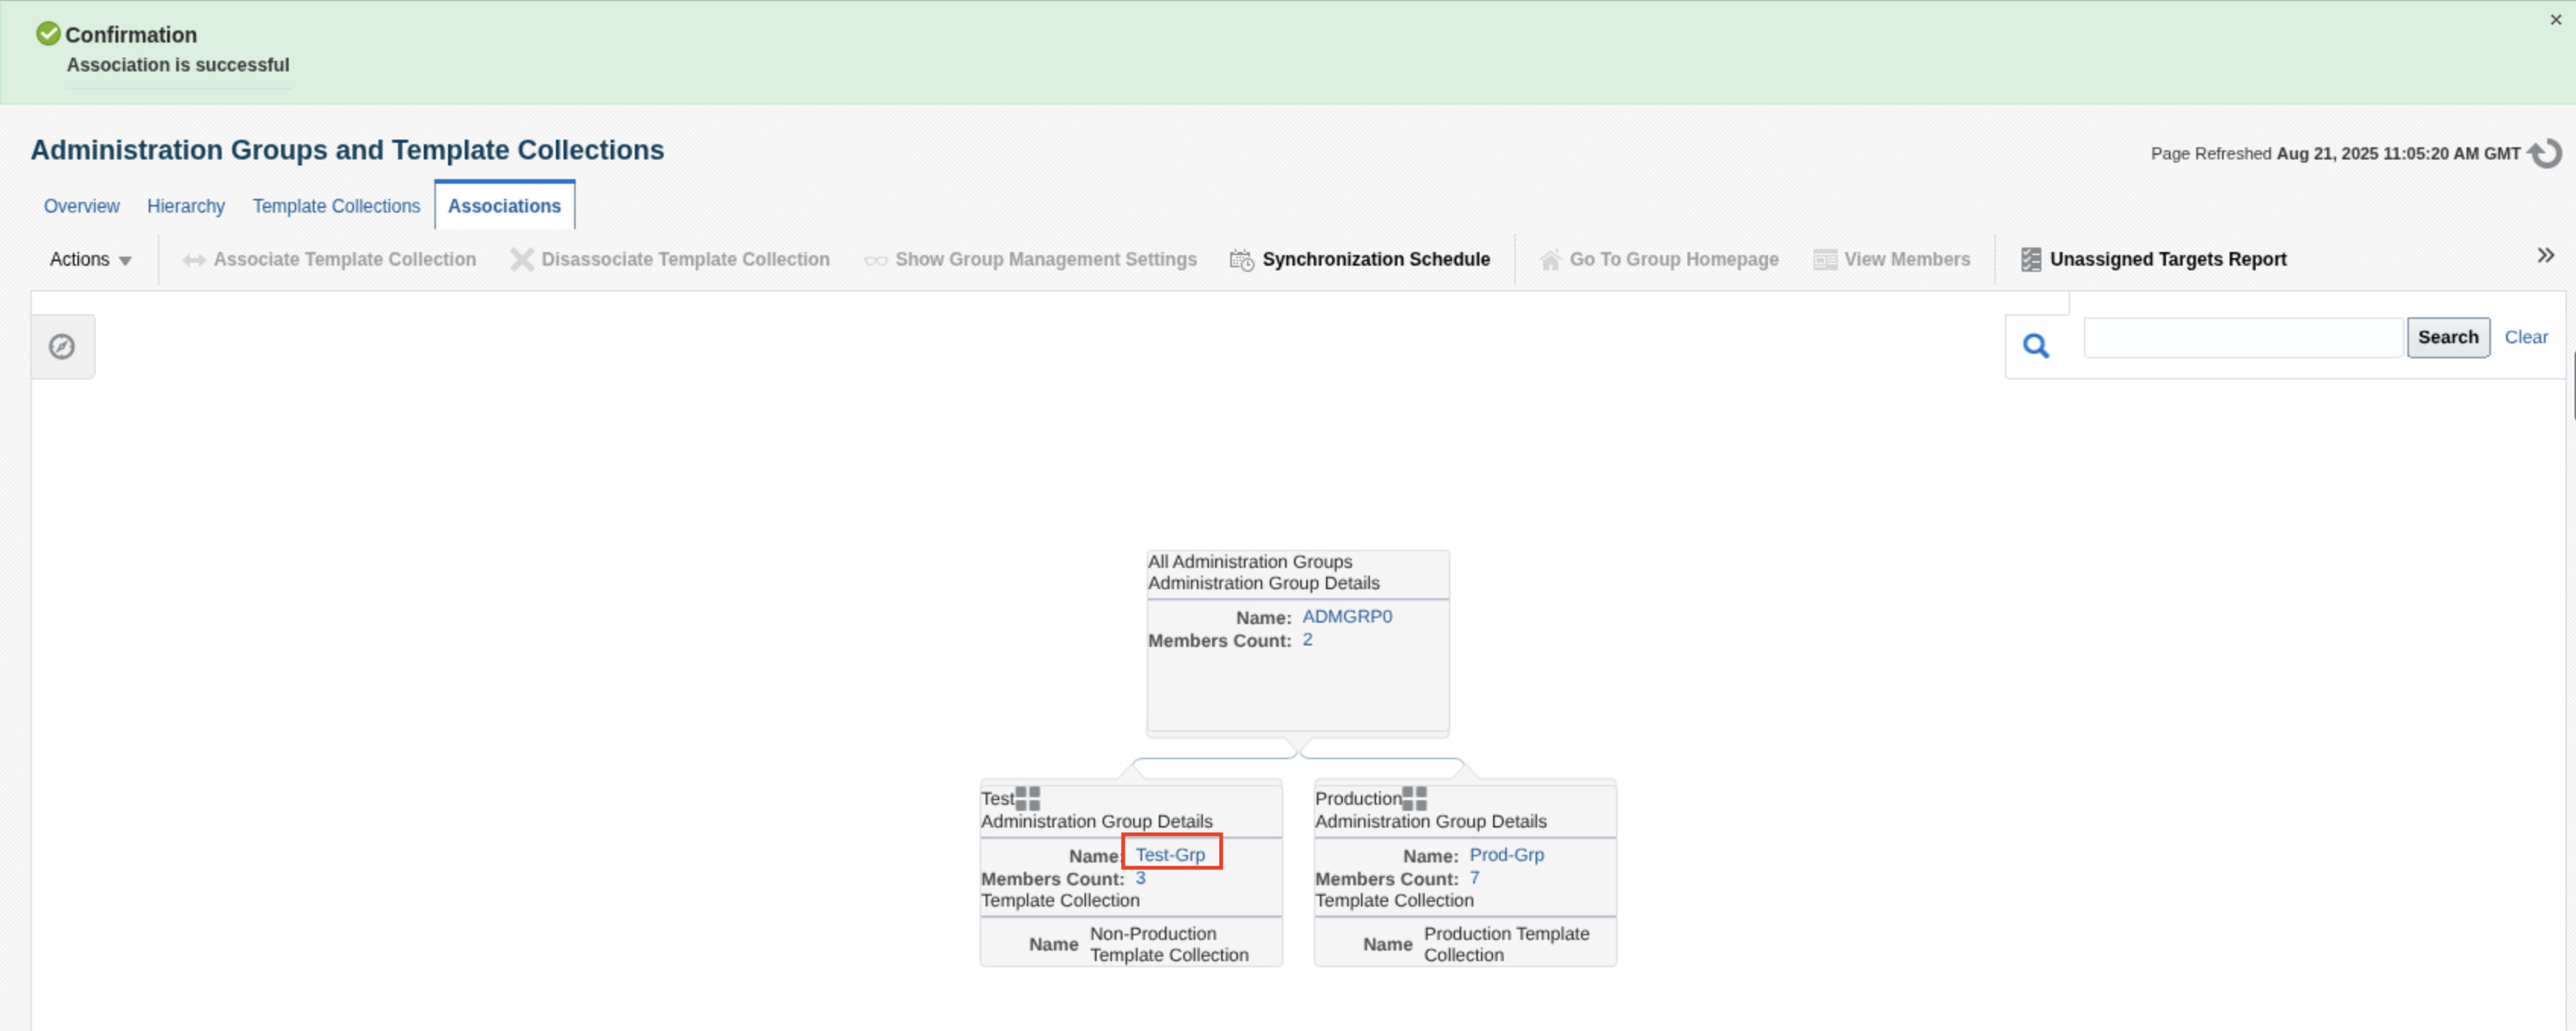 Confirmation
Association is successful
Administration Groups and Template Collections
Page Refreshed Aug 21, 2025 11:05:20 AM GMT
Overview Hierarchy Template Collections Associations
Actions Associate Template Collection Disassociate Template Collection Show Group Management Settings Synchronization Schedule Go To Group Homepage View Members Unassigned Targets Report
Search Clear
All Administration Groups
Administration Group Details
Name: ADMGRP0
Members Count: 2
Test
Administration Group Details
Name: Test-Grp
Members Count: 3
Template Collection
Name Non-Production
Template Collection
Production
Administration Group Details
Name: Prod-Grp
Members Count: 7
Template Collection
Name Production Template
Collection